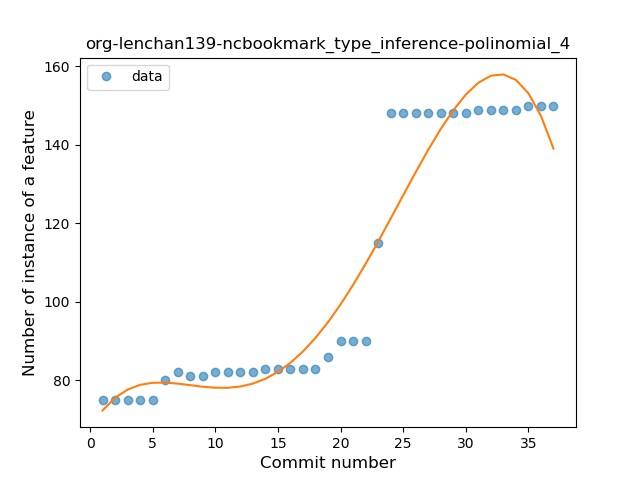 org-lenchan139-ncbookmark_type_inference-polinomial_4
data
Number of instance of a feature
160
140
120
100
80
0 5 10 15 20 25 30 35
Commit number